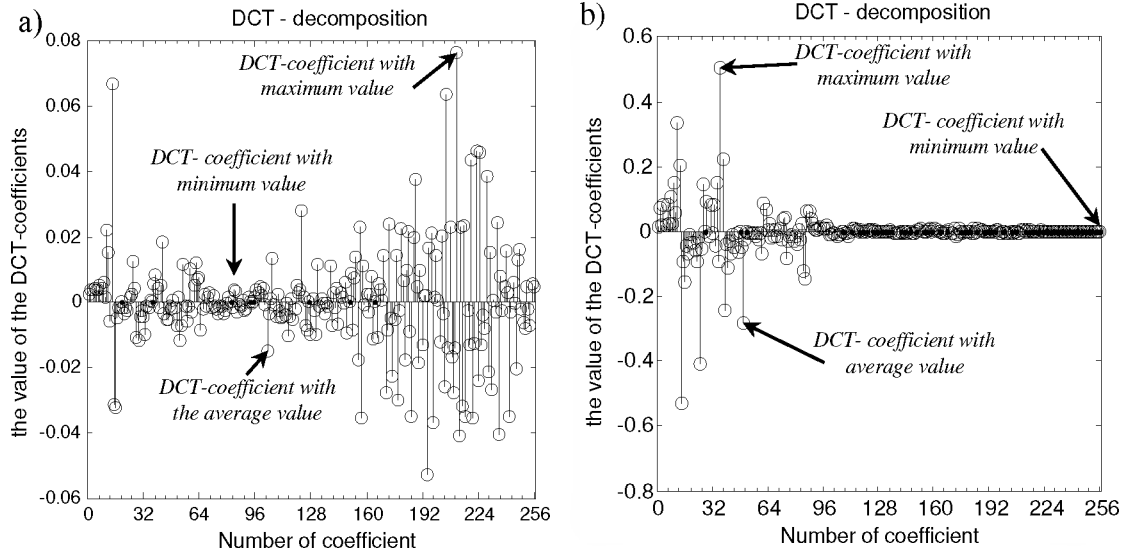 a)
DCT - decomposition
the value of the DCT-coefficients
0.08
0.06
0.04
0.02
0
-0.02
-0.04
-0.06
DCT-coefficient with
maximum value
DCT- coefficient with
minimum value
DCT-coefficient with
the average value
0 32 64 96 128 160 192 224 256
Number of coefficient
b)
DCT - decomposition
the value of the DCT-coefficients
0.6
0.4
0.2
0
-0.2
-0.4
-0.6
-0.8
DCT-coefficient with
maximum value
DCT- coefficient with
minimum value
DCT- coefficient with
average value
0 32 64 96 128 160 192 224 256
Number of coefficient